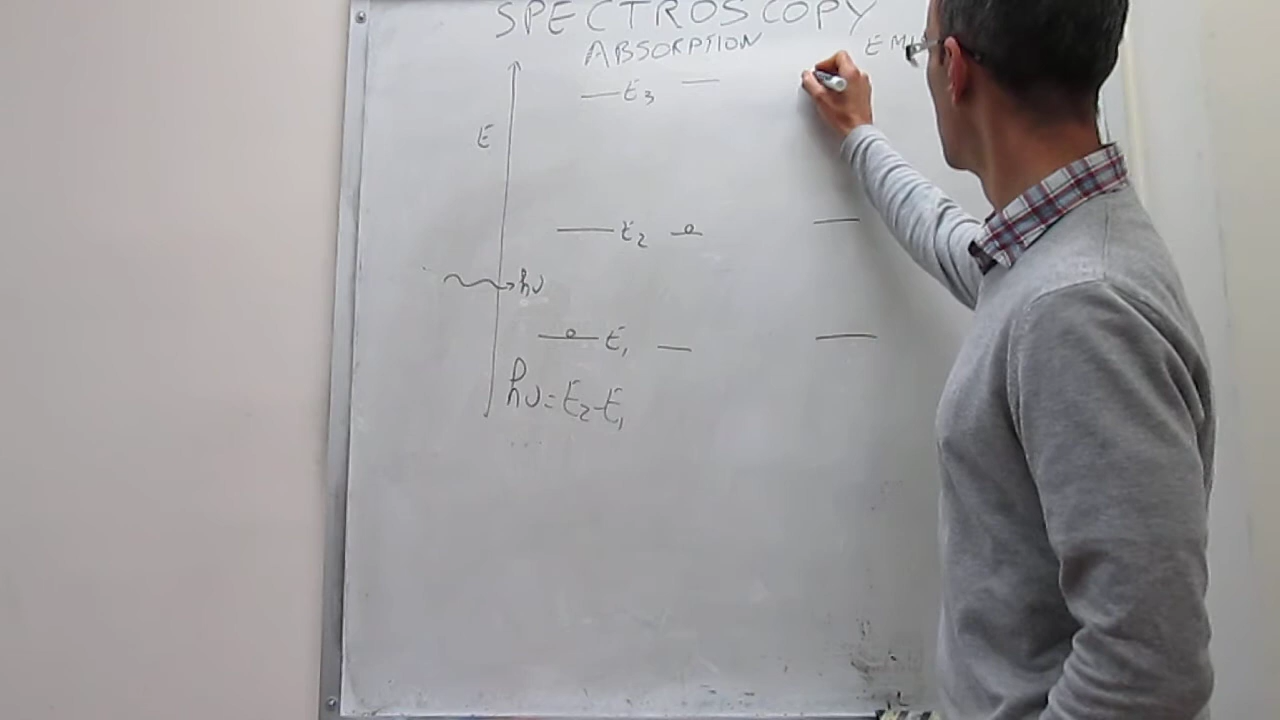 SPECTROSCOPY
ABSORPTION
E₃
E
E₂
hν
E₁
hν = E₂-E₁